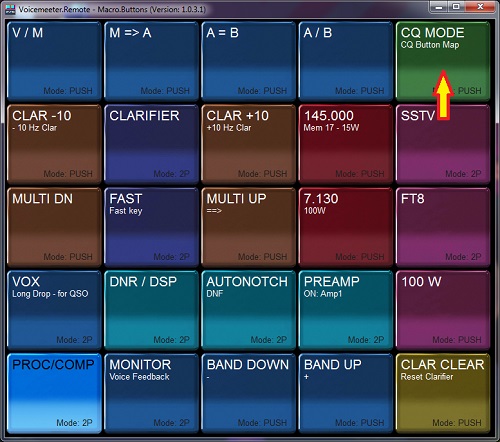 Voicemeeter.Remote - Macro.Buttons (Version: 1.0.3.1)
V / M
Mode: PUSH
M => A
Mode: PUSH
A = B
Mode: PUSH
A / B
Mode: PUSH
CQ MODE
CQ Button Map
Mode: PUSH
CLAR -10
- 10 Hz Clar
Mode: PUSH
CLARIFIER
Mode: 2P
CLAR +10
+10 Hz Clar
Mode: PUSH
145.000
Mem 17 - 15W
Mode: PUSH
SSTV
Mode: 2P
MULTI DN
Mode: PUSH
FAST
Fast key
Mode: 2P
MULTI UP
==>
Mode: PUSH
7.130
100W
Mode: PUSH
FT8
Mode: 2P
VOX
Long Drop - for QSO
Mode: 2P
DNR / DSP
Mode: 2P
AUTONOTCH
DNF
Mode: 2P
PREAMP
ON: Amp1
Mode: 2P
100 W
Mode: PUSH
PROC/COMP
Mode: 2P
MONITOR
Voice Feedback
Mode: 2P
BAND DOWN
-
Mode: PUSH
BAND UP
+
Mode: PUSH
CLAR CLEAR
Reset Clarifier
Mode: PUSH